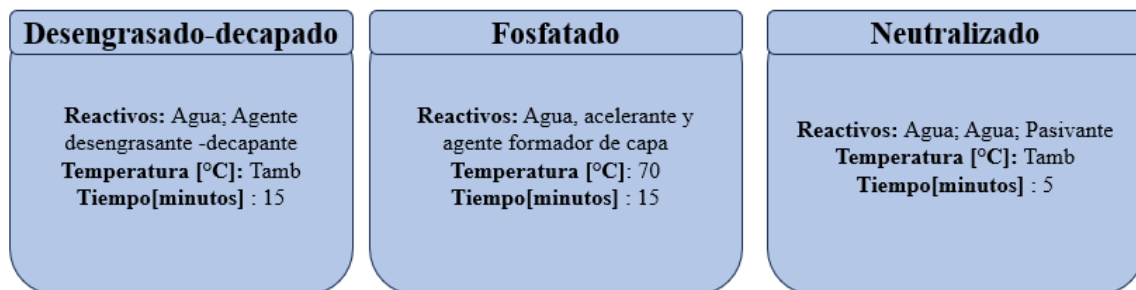 Desengrasado-decapado
Reactivos: Agua; Agente
desengrasante -decapante
Temperatura [°C]: Tamb
Tiempo[minutos] : 15
Fosfatado
Reactivos: Agua, acelerante y
agente formador de capa
Temperatura [°C]: 70
Tiempo[minutos] : 15
Neutralizado
Reactivos: Agua; Agua; Pasivante
Temperatura [°C]: Tamb
Tiempo[minutos] : 5